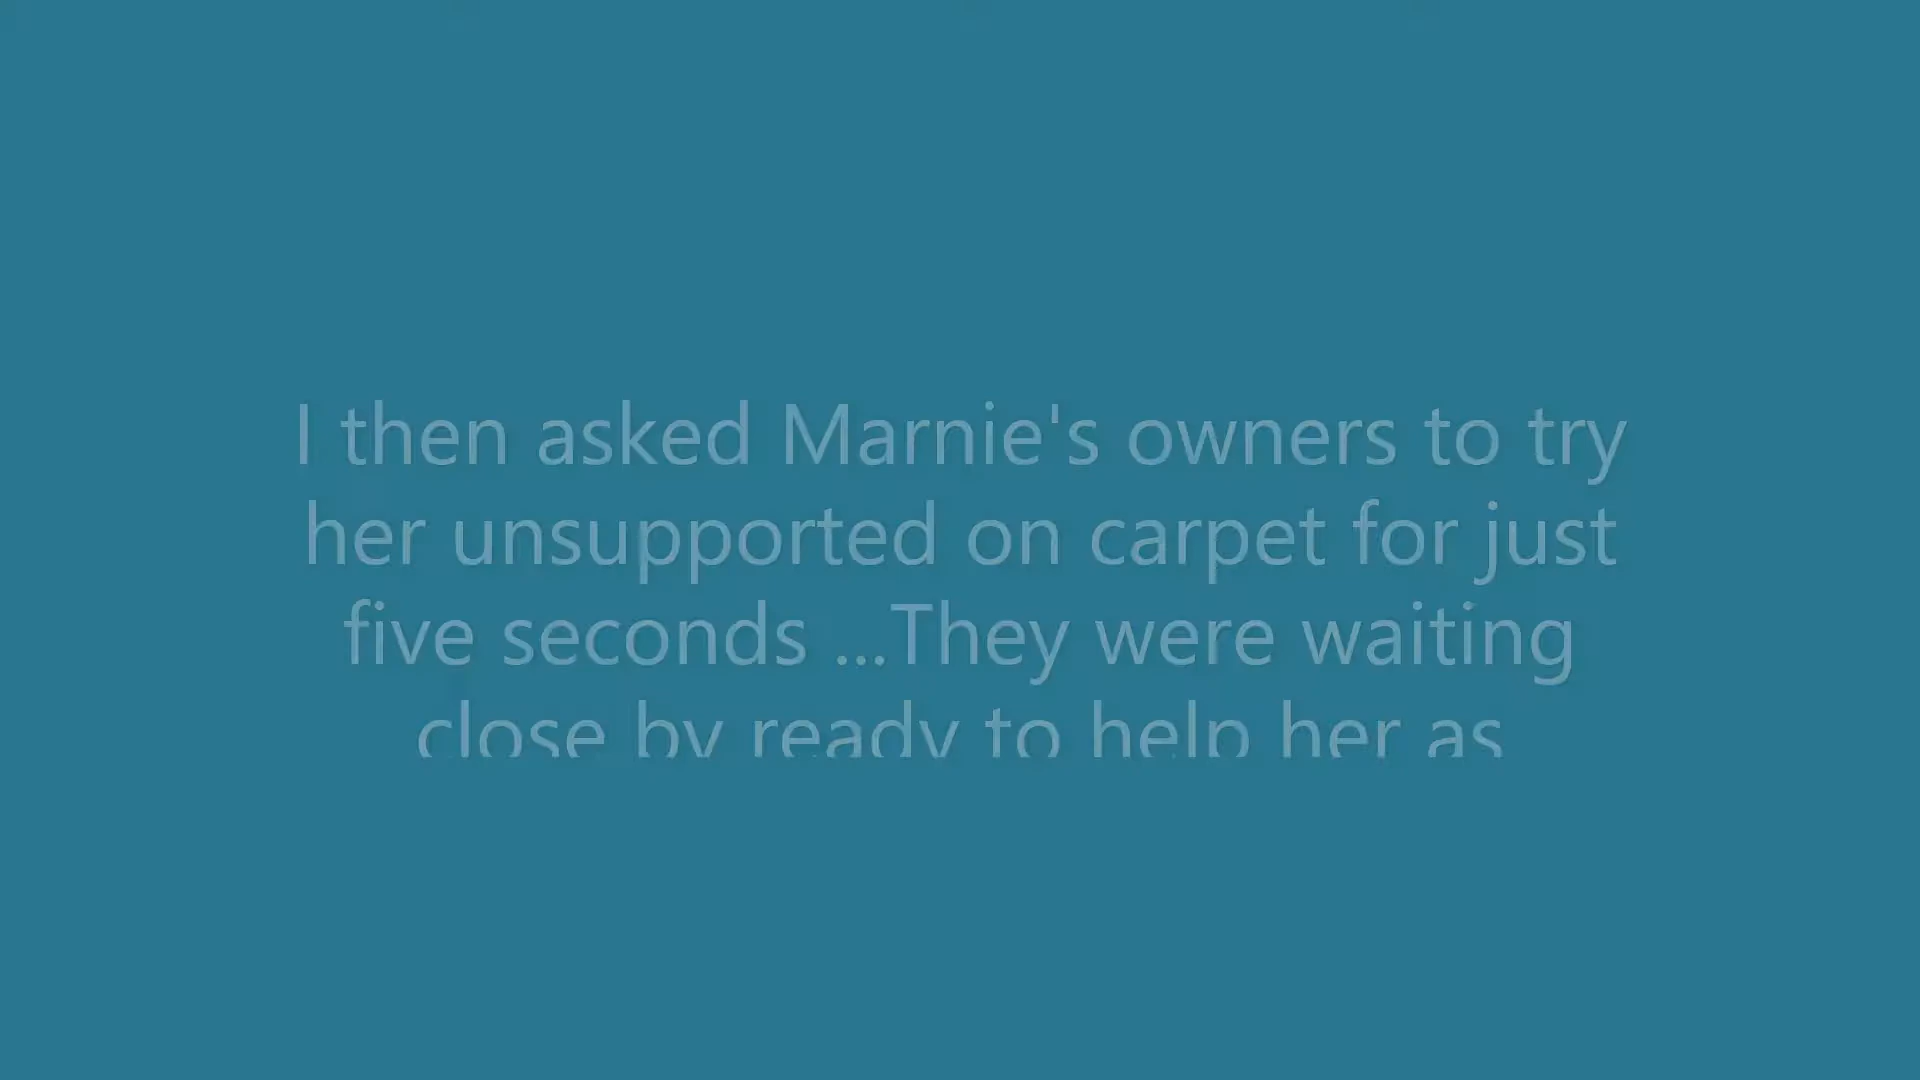 I then asked Marnie's owners to try
her unsupported on carpet for just
five seconds ...They were waiting
close by ready to help her as